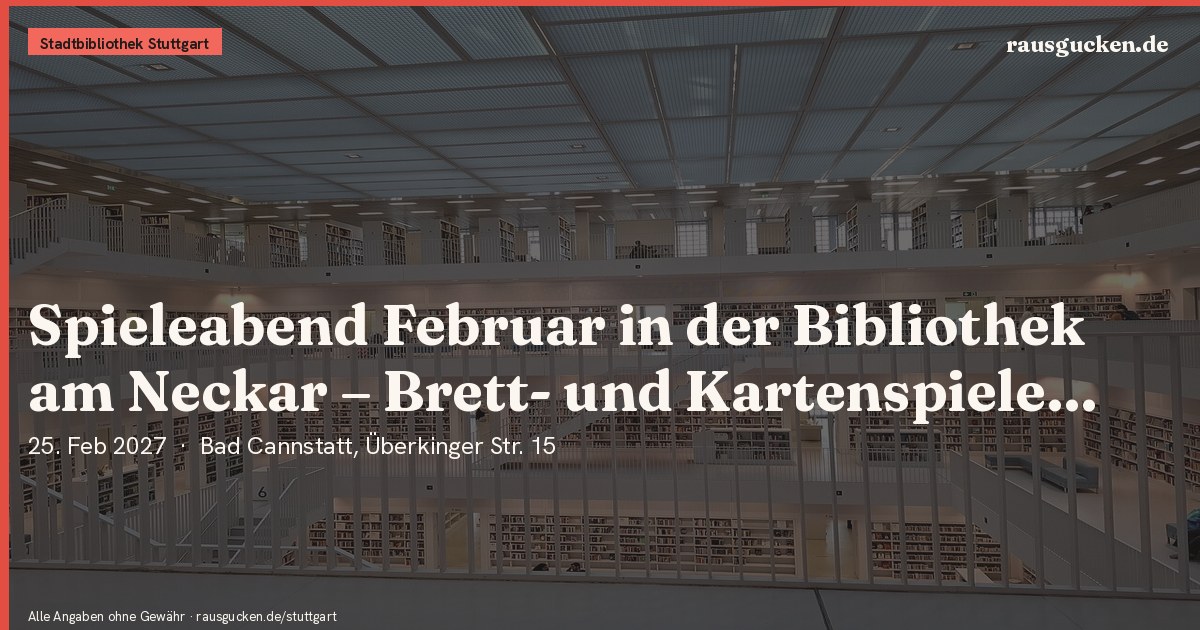 Stadtbibliothek Stuttgart
rausgucken.de
Spieleabend Februar in der Bibliothek
am Neckar – Brett- und Kartenspiele...
25. Feb 2027 · Bad Cannstatt, Überkinger Str. 15
6
Alle Angaben ohne Gewähr · rausgucken.de/stuttgart